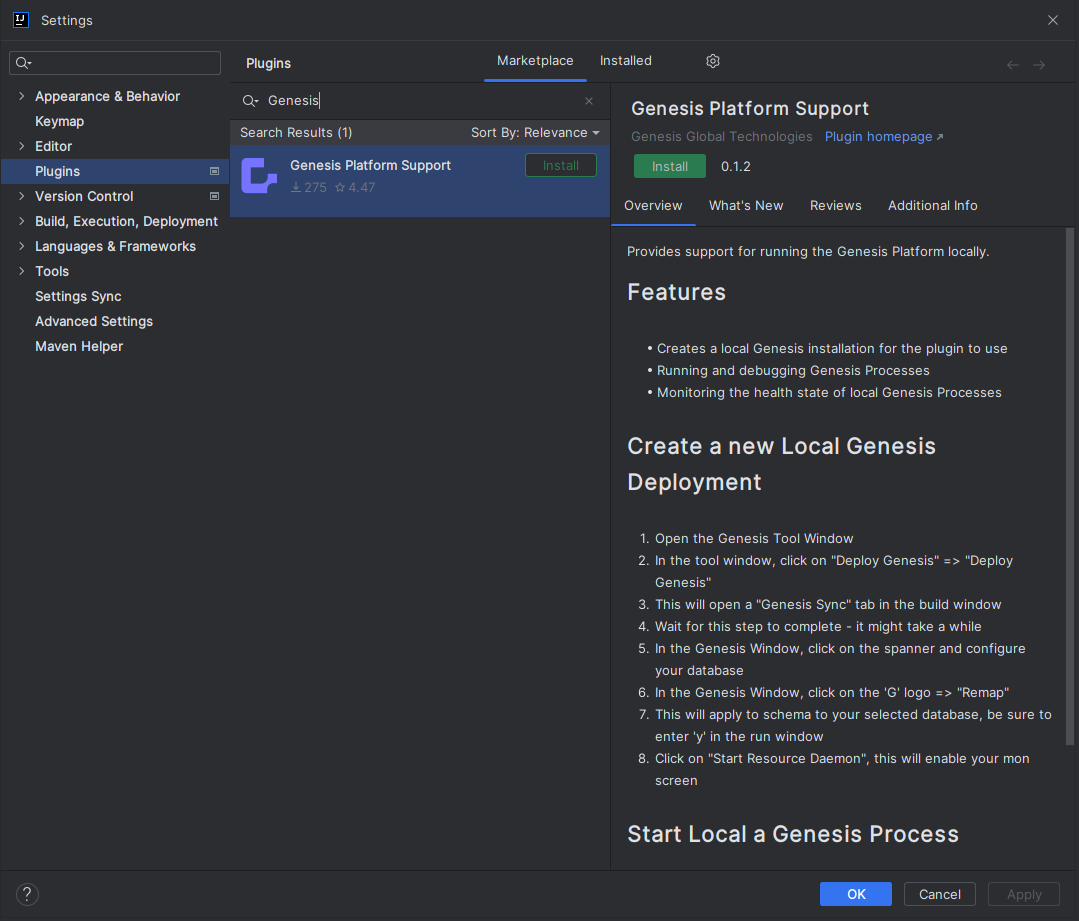 IJ
Settings
Appearance & Behavior
Keymap
Editor
Plugins
Version Control
Build, Execution, Deployment
Languages & Frameworks
Tools
Settings Sync
Advanced Settings
Maven Helper
Plugins
Marketplace
Installed
Genesis
Search Results (1)
Sort By: Relevance
Genesis Platform Support
Install
275 4.47
Genesis Platform Support
Genesis Global Technologies Plugin homepage
Install 0.1.2
Overview What's New Reviews Additional Info
Provides support for running the Genesis Platform locally.
Features
• Creates a local Genesis installation for the plugin to use
• Running and debugging Genesis Processes
• Monitoring the health state of local Genesis Processes
Create a new Local Genesis
Deployment
1. Open the Genesis Tool Window
2. In the tool window, click on "Deploy Genesis" => "Deploy
Genesis"
3. This will open a "Genesis Sync" tab in the build window
4. Wait for this step to complete - it might take a while
5. In the Genesis Window, click on the spanner and configure
your database
6. In the Genesis Window, click on the 'G' logo => "Remap"
7. This will apply to schema to your selected database, be sure to
enter 'y' in the run window
8. Click on "Start Resource Daemon", this will enable your mon
screen
Start Local a Genesis Process
?
OK
Cancel
Apply